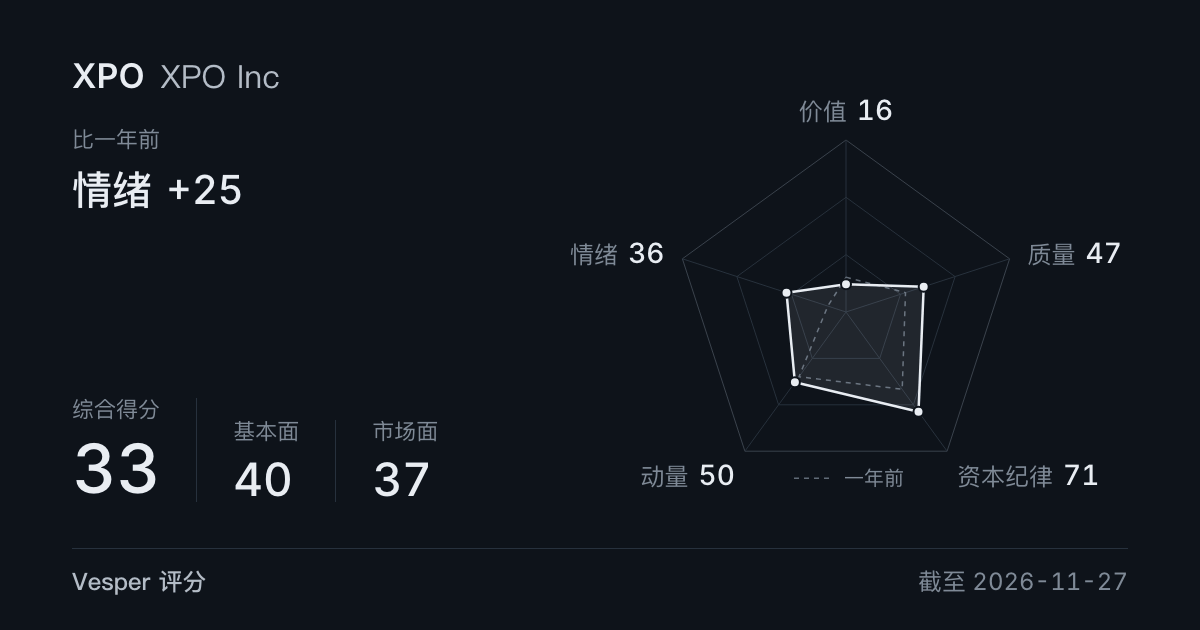 XPO XPO Inc
比一年前
情绪 +25
价值 16
情绪 36
质量 47
动量 50
一年前
资本纪律 71
综合得分
33
基本面
40
市场面
37
Vesper 评分
截至 2026-11-27